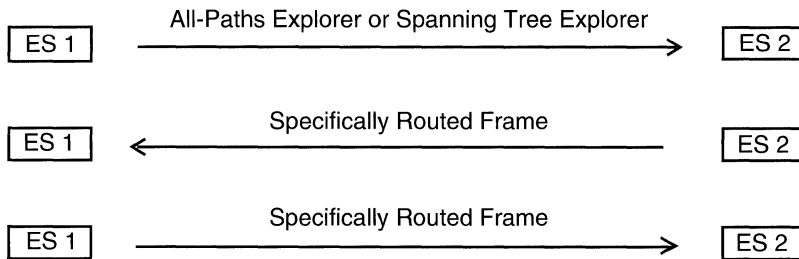 All-Paths Explorer or Spanning Tree Explorer
ES 1 ES 2
Specifically Routed Frame
ES 1 ES 2
Specifically Routed Frame
ES 1 ES 2